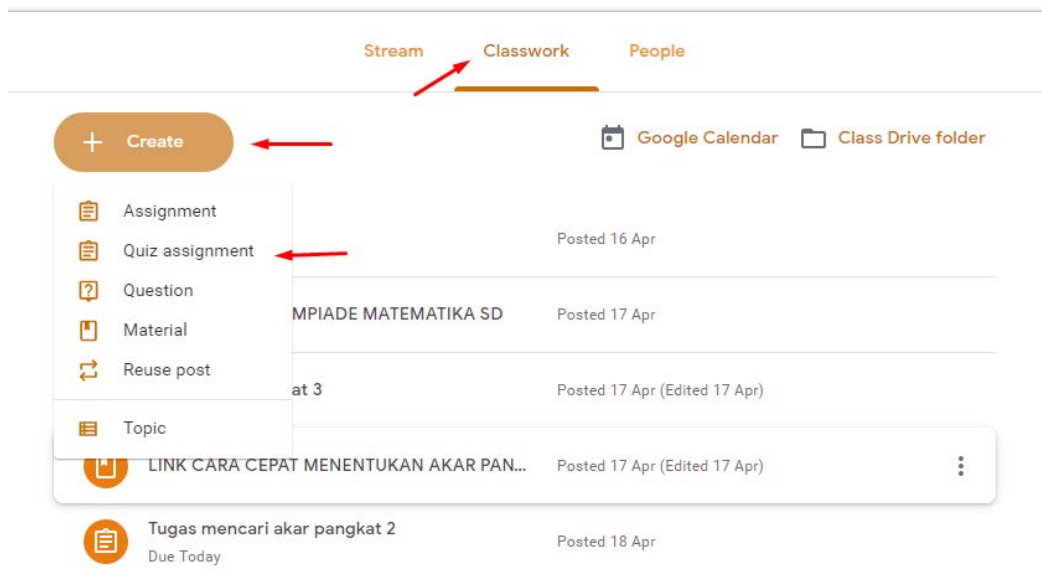 Stream Classwork People
Create
Google Calendar Class Drive folder
Assignment
Quiz assignment
Posted 16 Apr
Question
MPIADE MATEMATIKA SD Posted 17 Apr
Material
Reuse post
at 3 Posted 17 Apr (Edited 17 Apr)
Topic
LINK CARA CEPAT MENENTUKAN AKAR PAN... Posted 17 Apr (Edited 17 Apr)
Tugas mencari akar pangkat 2
Due Today
Posted 18 Apr